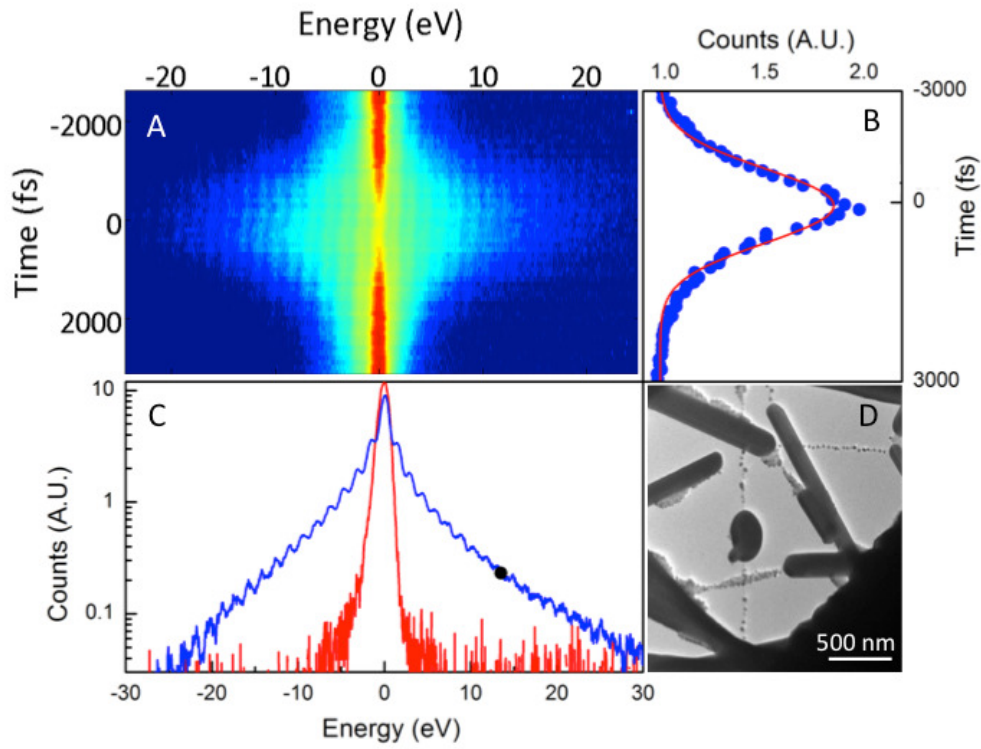 Energy (eV)
-20 -10 0 10 20
Time (fs)
-2000
0
2000
A
Counts (A.U.)
1.0 1.5 2.0
B
-3000
0
3000
Time (fs)
C
Counts (A.U.)
10
1
0.1
-30 -20 -10 0 10 20 30
Energy (eV)
D
500 nm